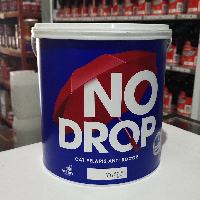 NO
DROP
CAT PELAPIS ANTI BOCOR